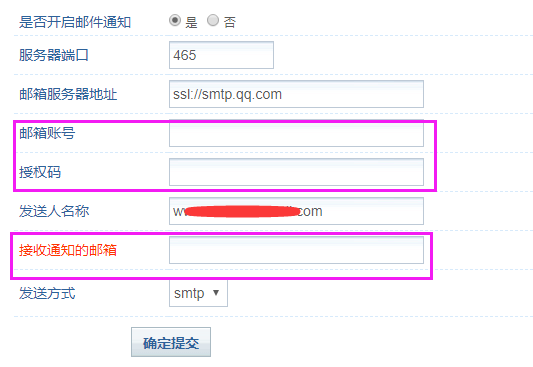 是否开启邮件通知 是 否
服务器端口 465
邮箱服务器地址 ssl://smtp.qq.com
邮箱账号
授权码
发送人名称 .com
接收通知的邮箱
发送方式 smtp
确定提交